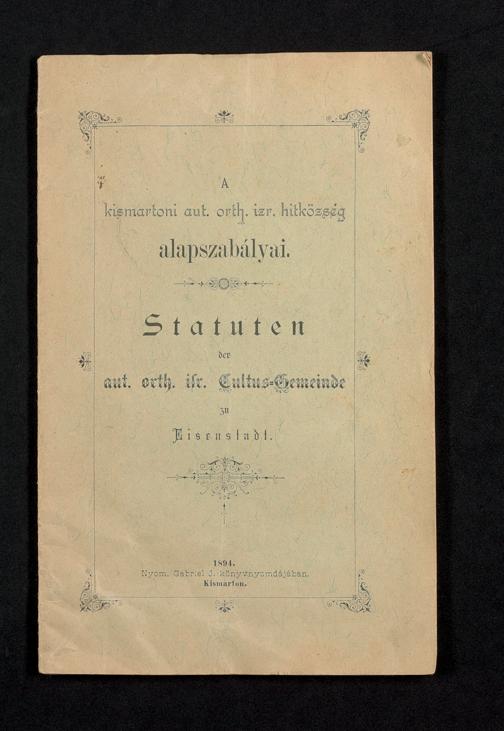 A
kismartoni aut. orth. izr. hitközség
alapszabályai.
Statuten
der
aut. orth. isr. Cultus-Gemeinde
zu
Eisenstadt.
1894.
Nyom. Gabriel J. könyvnyomdájában.
Kismarton.